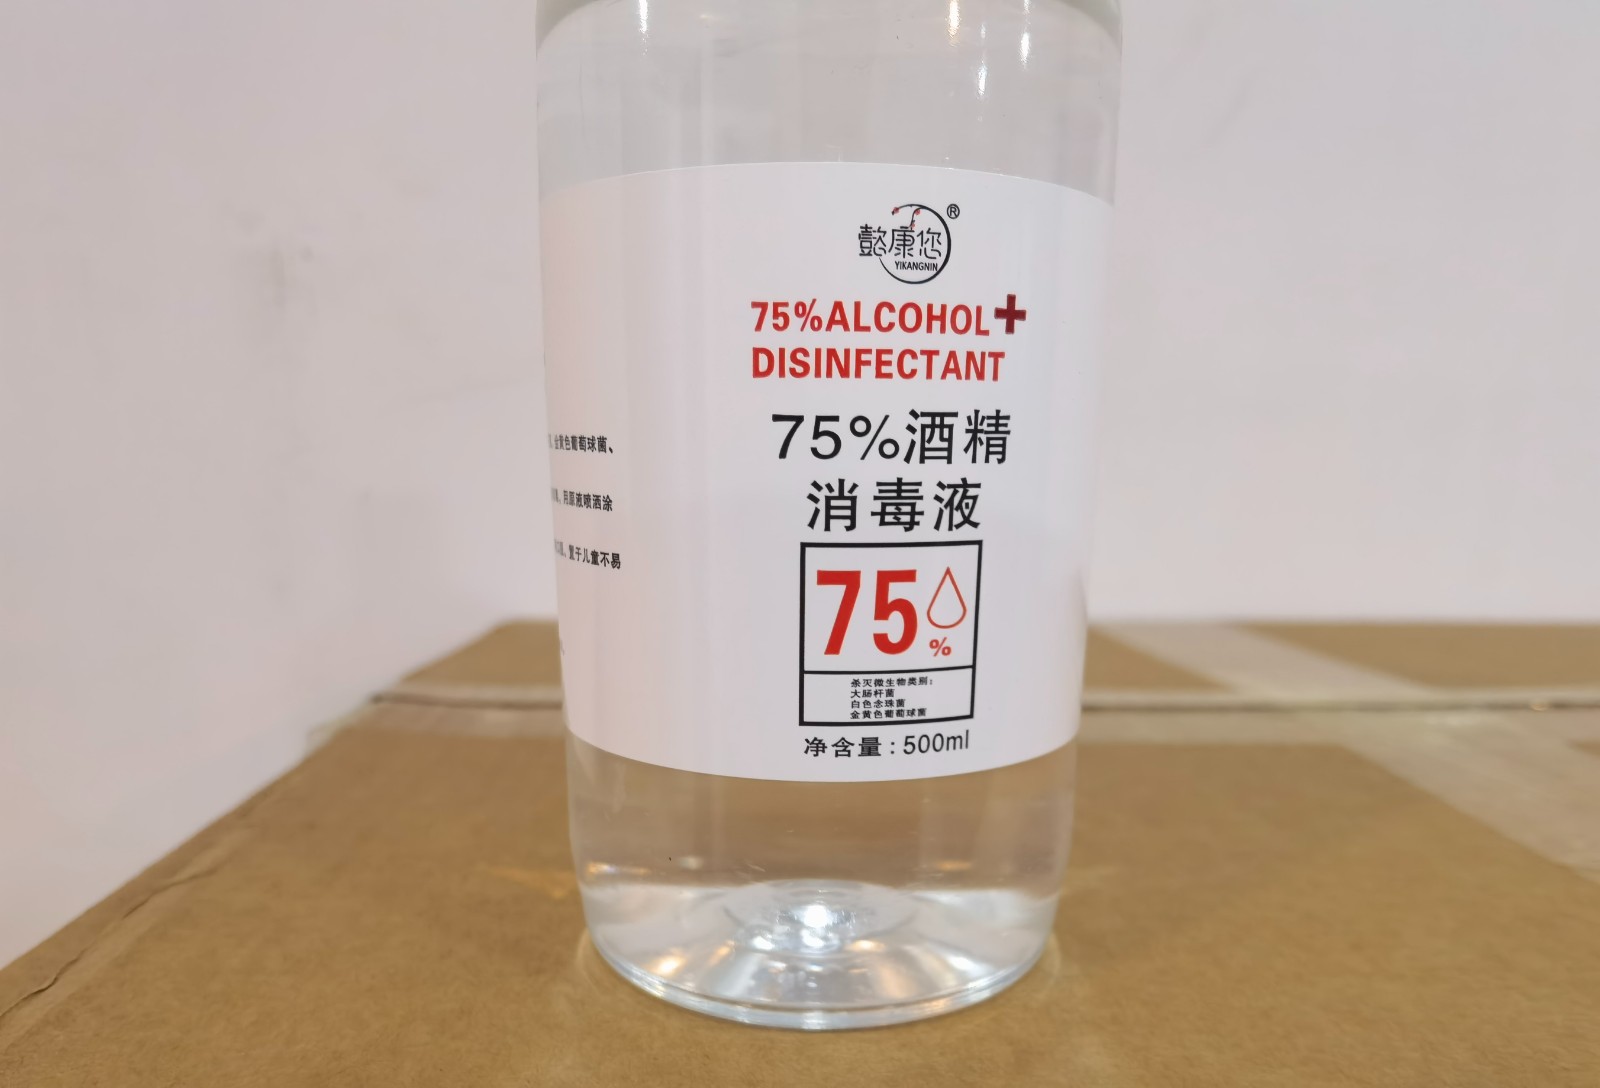 懿康您®
YIKANGNIN
75%ALCOHOL
DISINFECTANT
75%酒精
消毒液
75
%
杀灭微生物类别：
大肠杆菌
白色念珠菌
金黄色葡萄球菌
净含量：500ml
金黄色葡萄球菌、
用原液喷洒涂
置于儿童不易